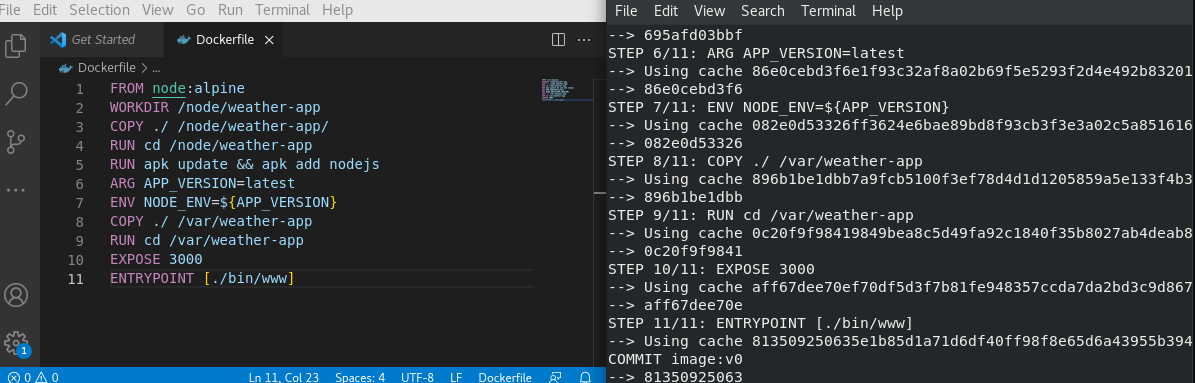 File Edit Selection View Go Run Terminal Help
Get Started Dockerfile
Dockerfile > ...
1 FROM node:alpine
2 WORKDIR /node/weather-app
3 COPY ./ /node/weather-app/
4 RUN cd /node/weather-app
5 RUN apk update && apk add nodejs
6 ARG APP_VERSION=latest
7 ENV NODE_ENV=${APP_VERSION}
8 COPY ./ /var/weather-app
9 RUN cd /var/weather-app
10 EXPOSE 3000
11 ENTRYPOINT [./bin/www]
1
0 0 Ln 11, Col 23 Spaces: 4 UTF-8 LF Dockerfile
File Edit View Search Terminal Help
--> 695afd03bbf
STEP 6/11: ARG APP_VERSION=latest
--> Using cache 86e0cebd3f6e1f93c32af8a02b69f5e5293f2d4e492b83201
--> 86e0cebd3f6
STEP 7/11: ENV NODE_ENV=${APP_VERSION}
--> Using cache 082e0d53326ff3624e6bae89bd8f93cb3f3e3a02c5a851616
--> 082e0d53326
STEP 8/11: COPY ./ /var/weather-app
--> Using cache 896b1be1dbb7a9fcb5100f3ef78d4d1d1205859a5e133f4b3
--> 896b1be1dbb
STEP 9/11: RUN cd /var/weather-app
--> Using cache 0c20f9f98419849bea8c5d49fa92c1840f35b8027ab4deab8
--> 0c20f9f9841
STEP 10/11: EXPOSE 3000
--> Using cache aff67dee70ef70df5d3f7b81fe948357ccda7da2bd3c9d867
--> aff67dee70e
STEP 11/11: ENTRYPOINT [./bin/www]
--> Using cache 813509250635e1b85d1a71d6df40ff98f8e65d6a43955b394
COMMIT image:v0
--> 81350925063